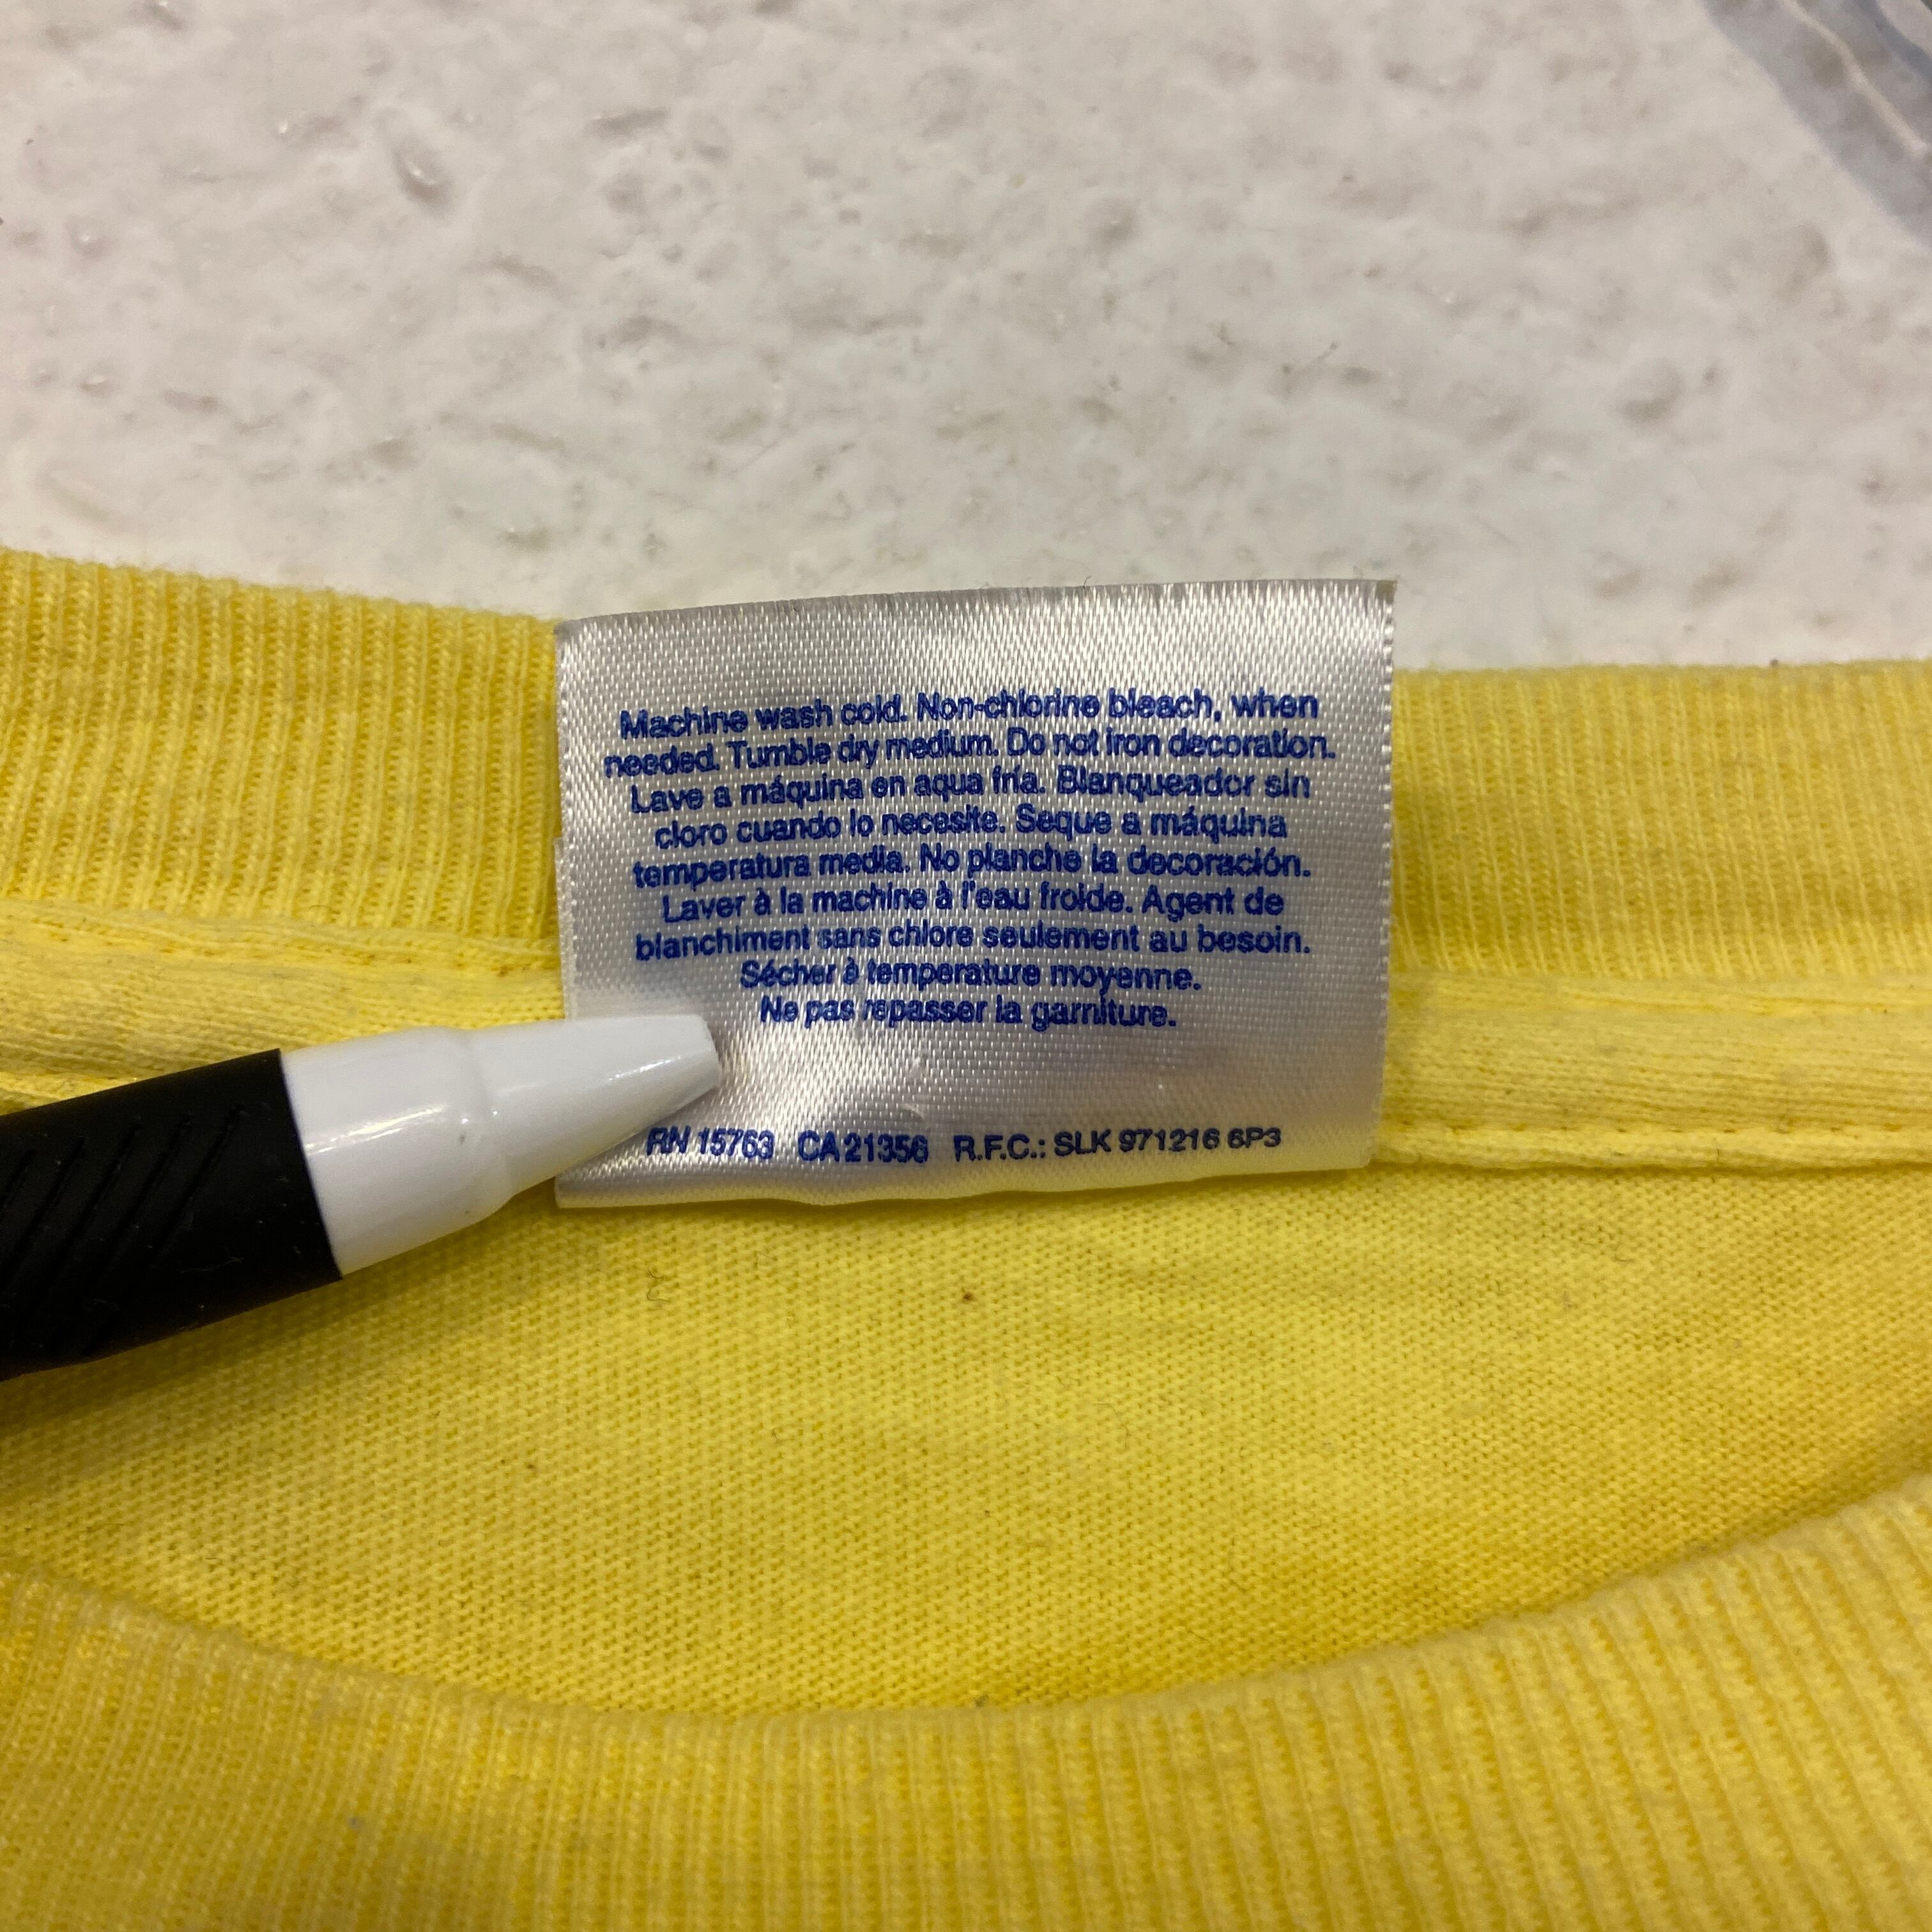 Machine wash cold. Non-chlorine bleach, when
needed. Tumble dry medium. Do not iron decoration.
Lave a máquina en aqua fría. Blanqueador sin
cloro cuando lo necesite. Seque a máquina
temperatura media. No planche la decoración.
Laver à la machine à l'eau froide. Agent de
blanchiment sans chlore seulement au besoin.
Sécher à temperature moyenne.
Ne pas repasser la garniture.
RN 15763 CA 21356 R.F.C.: SLK 971216 6P3